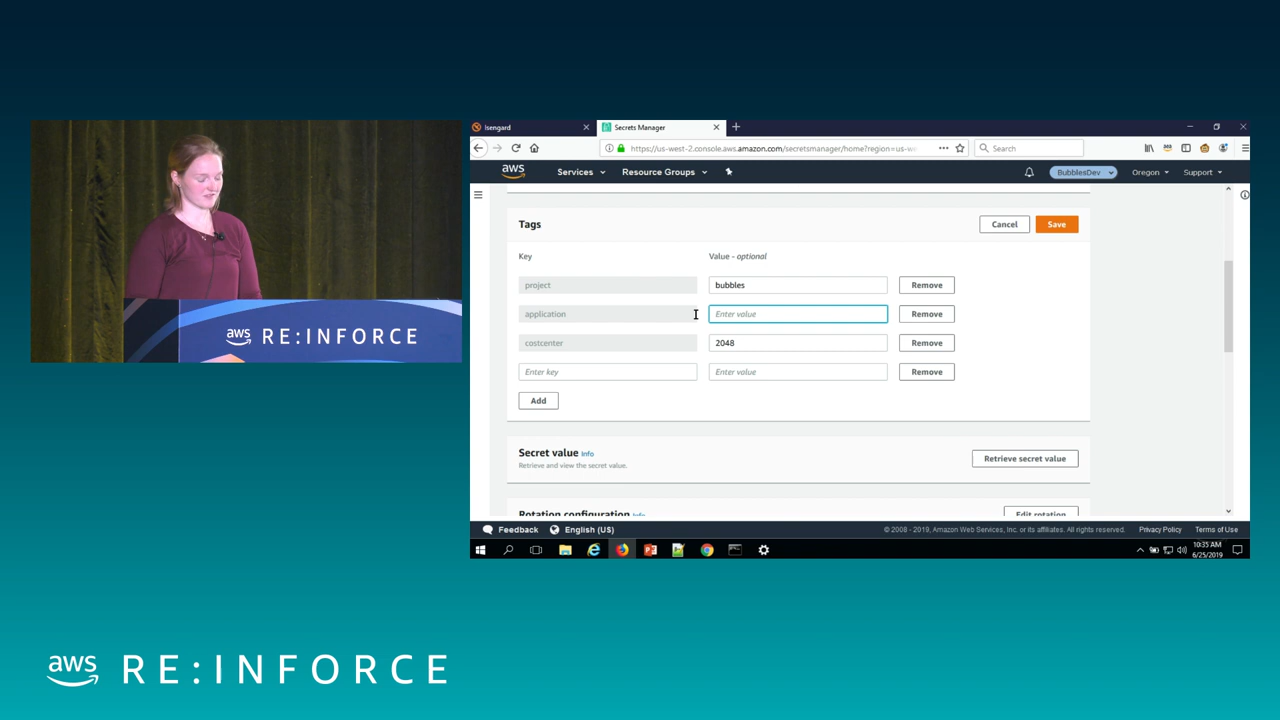 aws RE:INFORCE
Isengard
Secrets Manager
https://us-west-2.console.aws.amazon.com/secretsmanager/home?region=us-w
Search
aws
Services
Resource Groups
BubblesDev
Oregon
Support
Tags
Cancel
Save
Key
Value - optional
project
bubbles
Remove
application
Enter value
Remove
costcenter
2048
Remove
Enter key
Enter value
Remove
Add
Secret value Info
Retrieve and view the secret value.
Retrieve secret value
Rotation configuration Info
Edit rotation
Feedback
English (US)
© 2008 - 2019, Amazon Web Services, Inc. or its affiliates. All rights reserved.
Privacy Policy
Terms of Use
10:35 AM
6/25/2019
aws RE:INFORCE